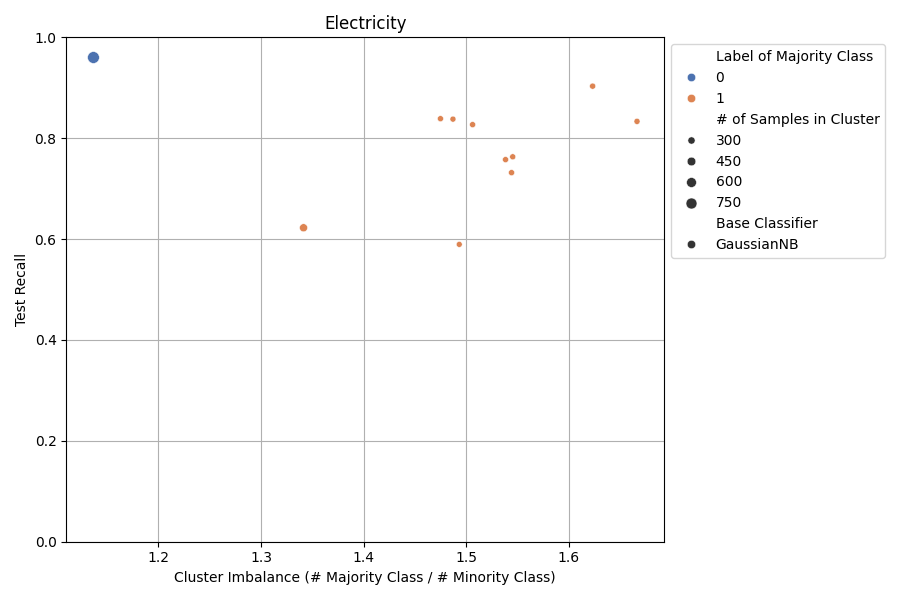 Electricity
Test Recall
1.0
0.8
0.6
0.4
0.2
0.0
1.2 1.3 1.4 1.5 1.6
Cluster Imbalance (# Majority Class / # Minority Class)
Label of Majority Class
0
1
# of Samples in Cluster
300
450
600
750
Base Classifier
GaussianNB